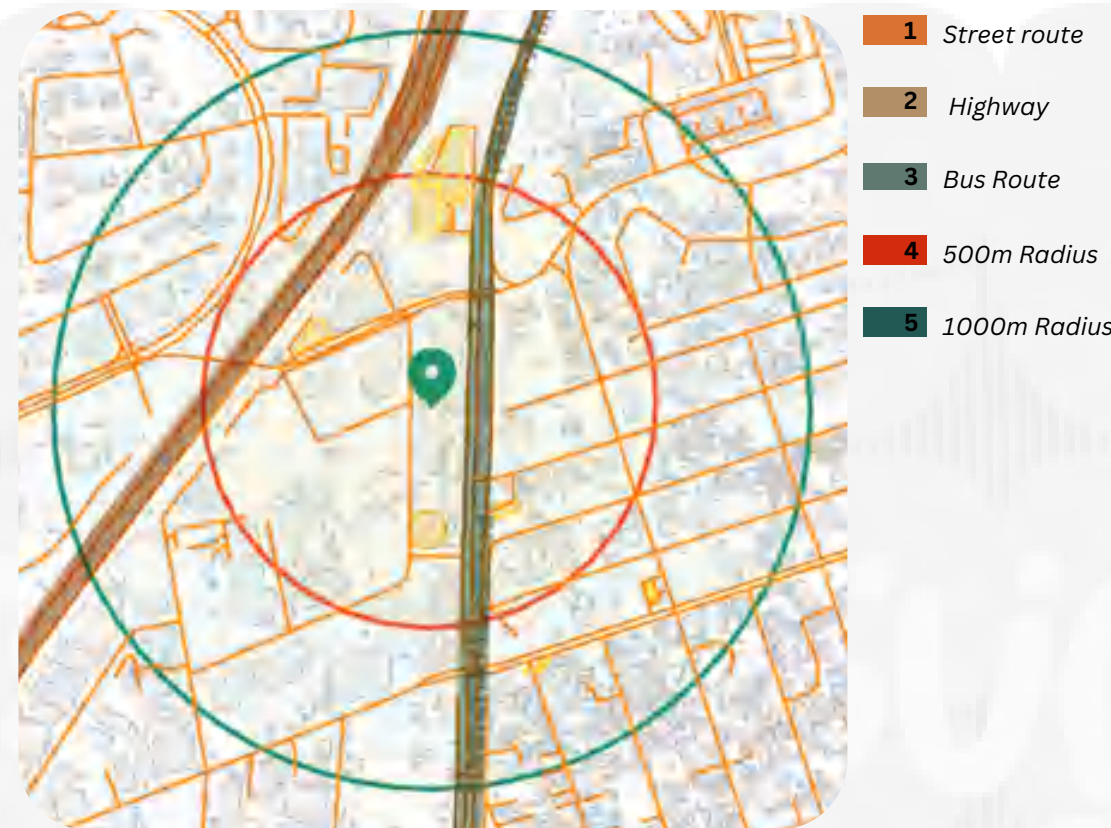 1 Street route
2 Highway
3 Bus Route
4 500m Radius
5 1000m Radius